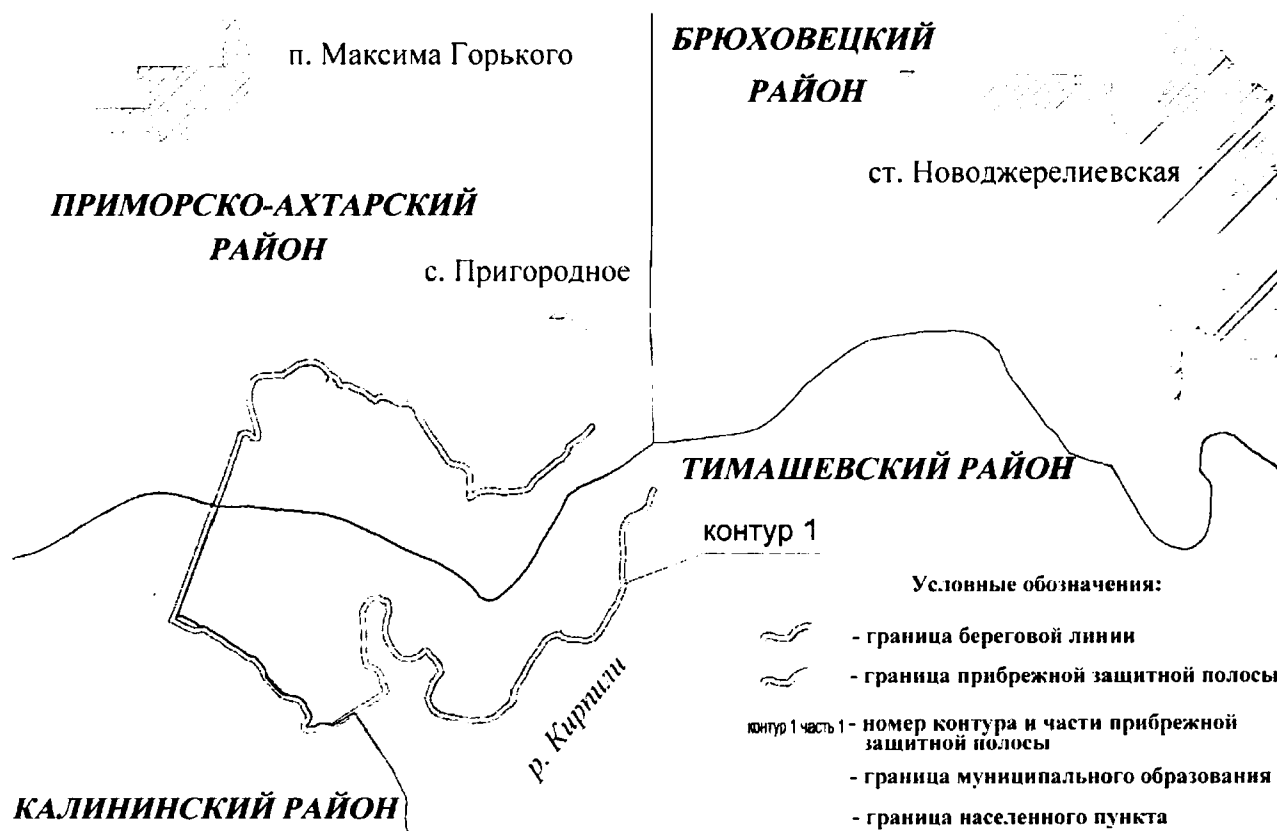 п. Максима Горького
БРЮХОВЕЦКИЙ
РАЙОН
ст. Новоджерелиевская
ПРИМОРСКО-АХТАРСКИЙ
РАЙОН
с. Пригородное
ТИМАШЕВСКИЙ РАЙОН
контур 1
р. Кирпили
КАЛИНИНСКИЙ РАЙОН
Условные обозначения:
- граница береговой линии
- граница прибрежной защитной полосы
контур 1 часть 1 - номер контура и части прибрежной
защитной полосы
- граница муниципального образования
- граница населенного пункта